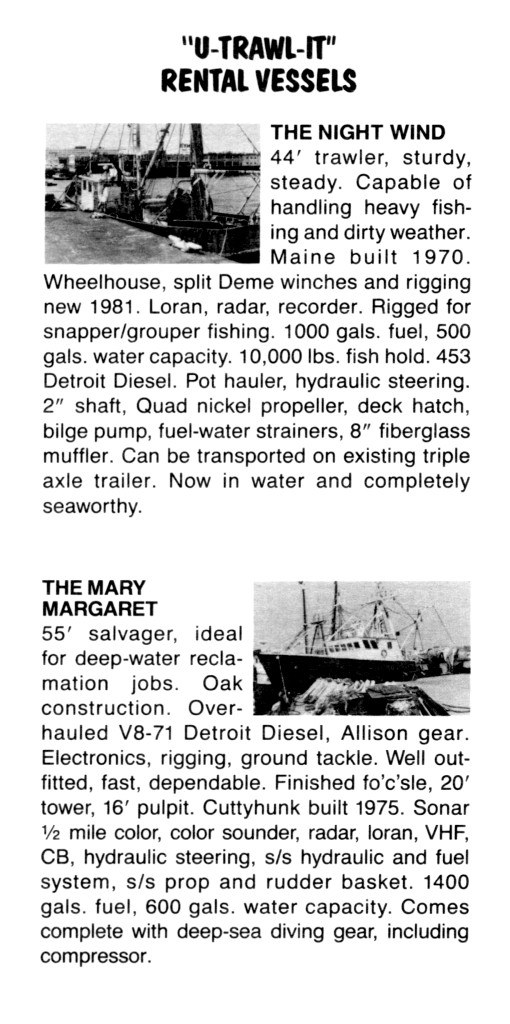 "U-TRAWL-IT"
RENTAL VESSELS
THE NIGHT WIND
44' trawler, sturdy,
steady. Capable of
handling heavy fish-
ing and dirty weather.
Maine built 1970.
Wheelhouse, split Deme winches and rigging
new 1981. Loran, radar, recorder. Rigged for
snapper/grouper fishing. 1000 gals. fuel, 500
gals. water capacity. 10,000 lbs. fish hold. 453
Detroit Diesel. Pot hauler, hydraulic steering.
2" shaft, Quad nickel propeller, deck hatch,
bilge pump, fuel-water strainers, 8" fiberglass
muffler. Can be transported on existing triple
axle trailer. Now in water and completely
seaworthy.
THE MARY
MARGARET
55' salvager, ideal
for deep-water recla-
mation jobs. Oak
construction. Over-
hauled V8-71 Detroit Diesel, Allison gear.
Electronics, rigging, ground tackle. Well out-
fitted, fast, dependable. Finished fo'c'sle, 20'
tower, 16' pulpit. Cuttyhunk built 1975. Sonar
½ mile color, color sounder, radar, loran, VHF,
CB, hydraulic steering, s/s hydraulic and fuel
system, s/s prop and rudder basket. 1400
gals. fuel, 600 gals. water capacity. Comes
complete with deep-sea diving gear, including
compressor.